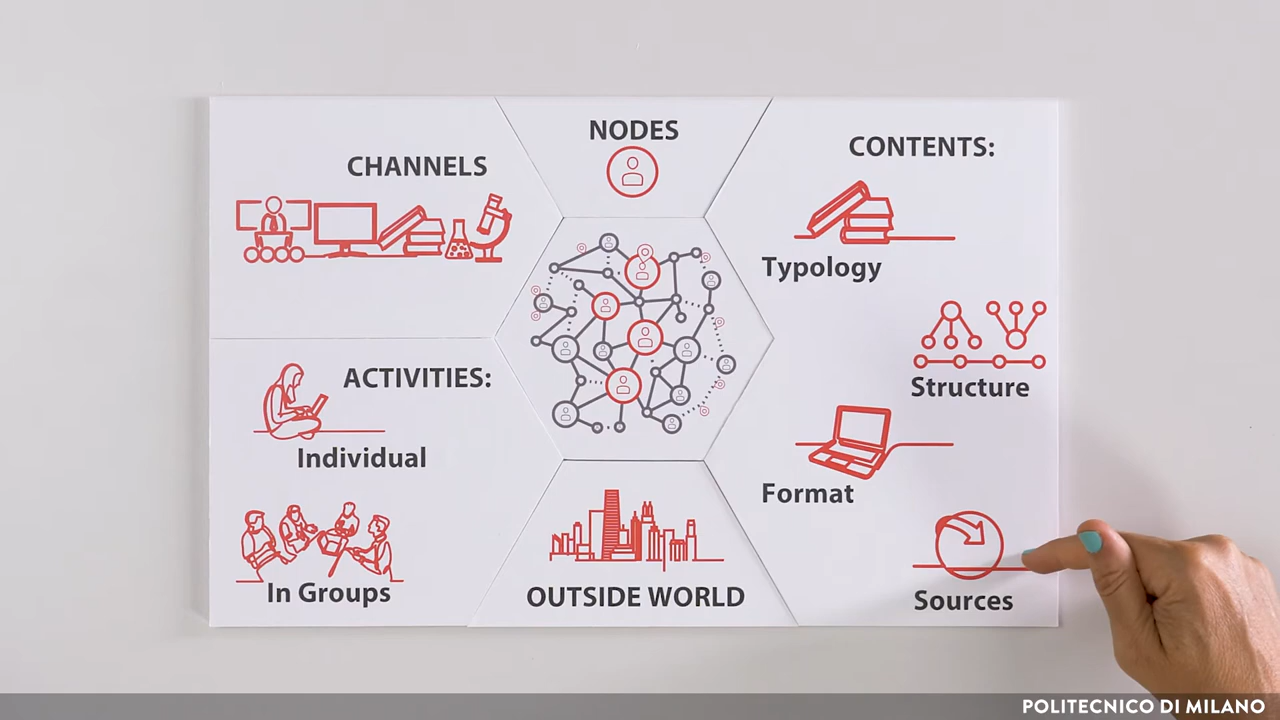 NODES
CHANNELS
CONTENTS:
Typology
Structure
ACTIVITIES:
Individual
Format
In Groups
OUTSIDE WORLD
Sources
POLITECNICO DI MILANO